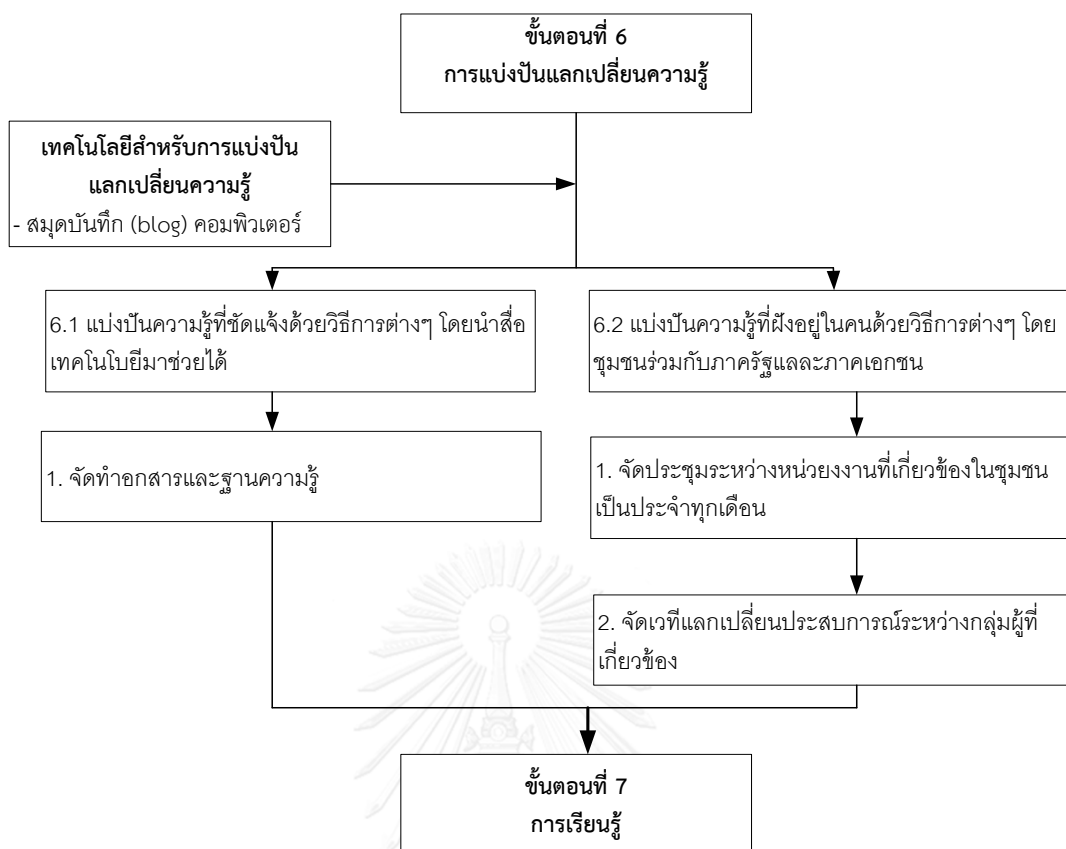 ขั้นตอนที่ 6
การแบ่งปันแลกเปลี่ยนความรู้
เทคโนโลยีสำหรับการแบ่งปัน
แลกเปลี่ยนความรู้
- สมุดบันทึก (blog) คอมพิวเตอร์
6.1 แบ่งปันความรู้ที่ชัดแจ้งด้วยวิธีการต่างๆ โดยนำสื่อ
เทคโนโบยีมาช่วยได้
6.2 แบ่งปันความรู้ที่ฝังอยู่ในคนด้วยวิธีการต่างๆ โดย
ชุมชนร่วมกับภาครัฐแลละภาคเอกชน
1. จัดทำอกสารและฐานความรู้
1. จัดประชุมระหว่างหน่วยงงานที่เกี่ยวข้องในชุมชน
เป็นประจำทุกเดือน
2. จัดเวทีแลกเปลี่ยนประสบการณ์ระหว่างกลุ่มผู้ที่
เกี่ยวข้อง
ขั้นตอนที่ 7
การเรียนรู้